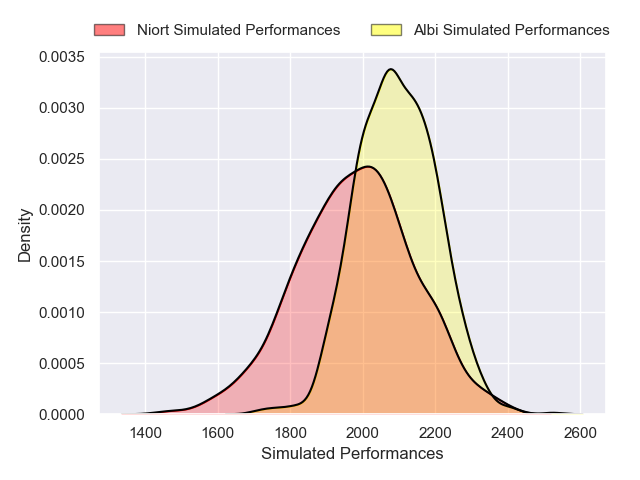 Niort Simulated Performances Albi Simulated Performances
0.0035
0.0030
0.0025
0.0020
0.0015
0.0010
0.0005
0.0000
Density
1400 1600 1800 2000 2200 2400 2600
Simulated Performances